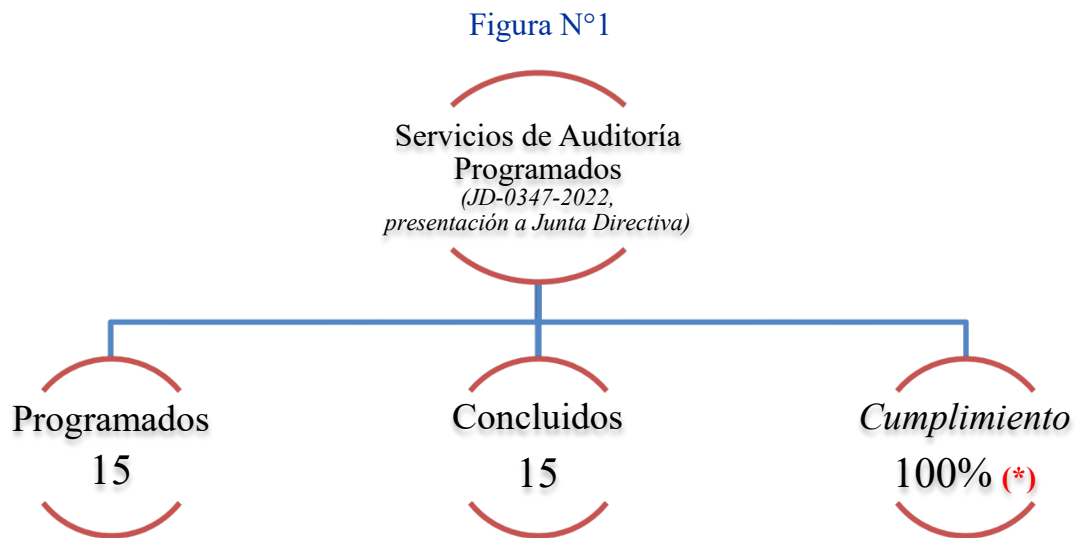 Figura N°1
Servicios de Auditoría
Programados
(JD-0347-2022,
presentación a Junta Directiva)
Programados
15
Concluidos
15
Cumplimiento
100% (*)